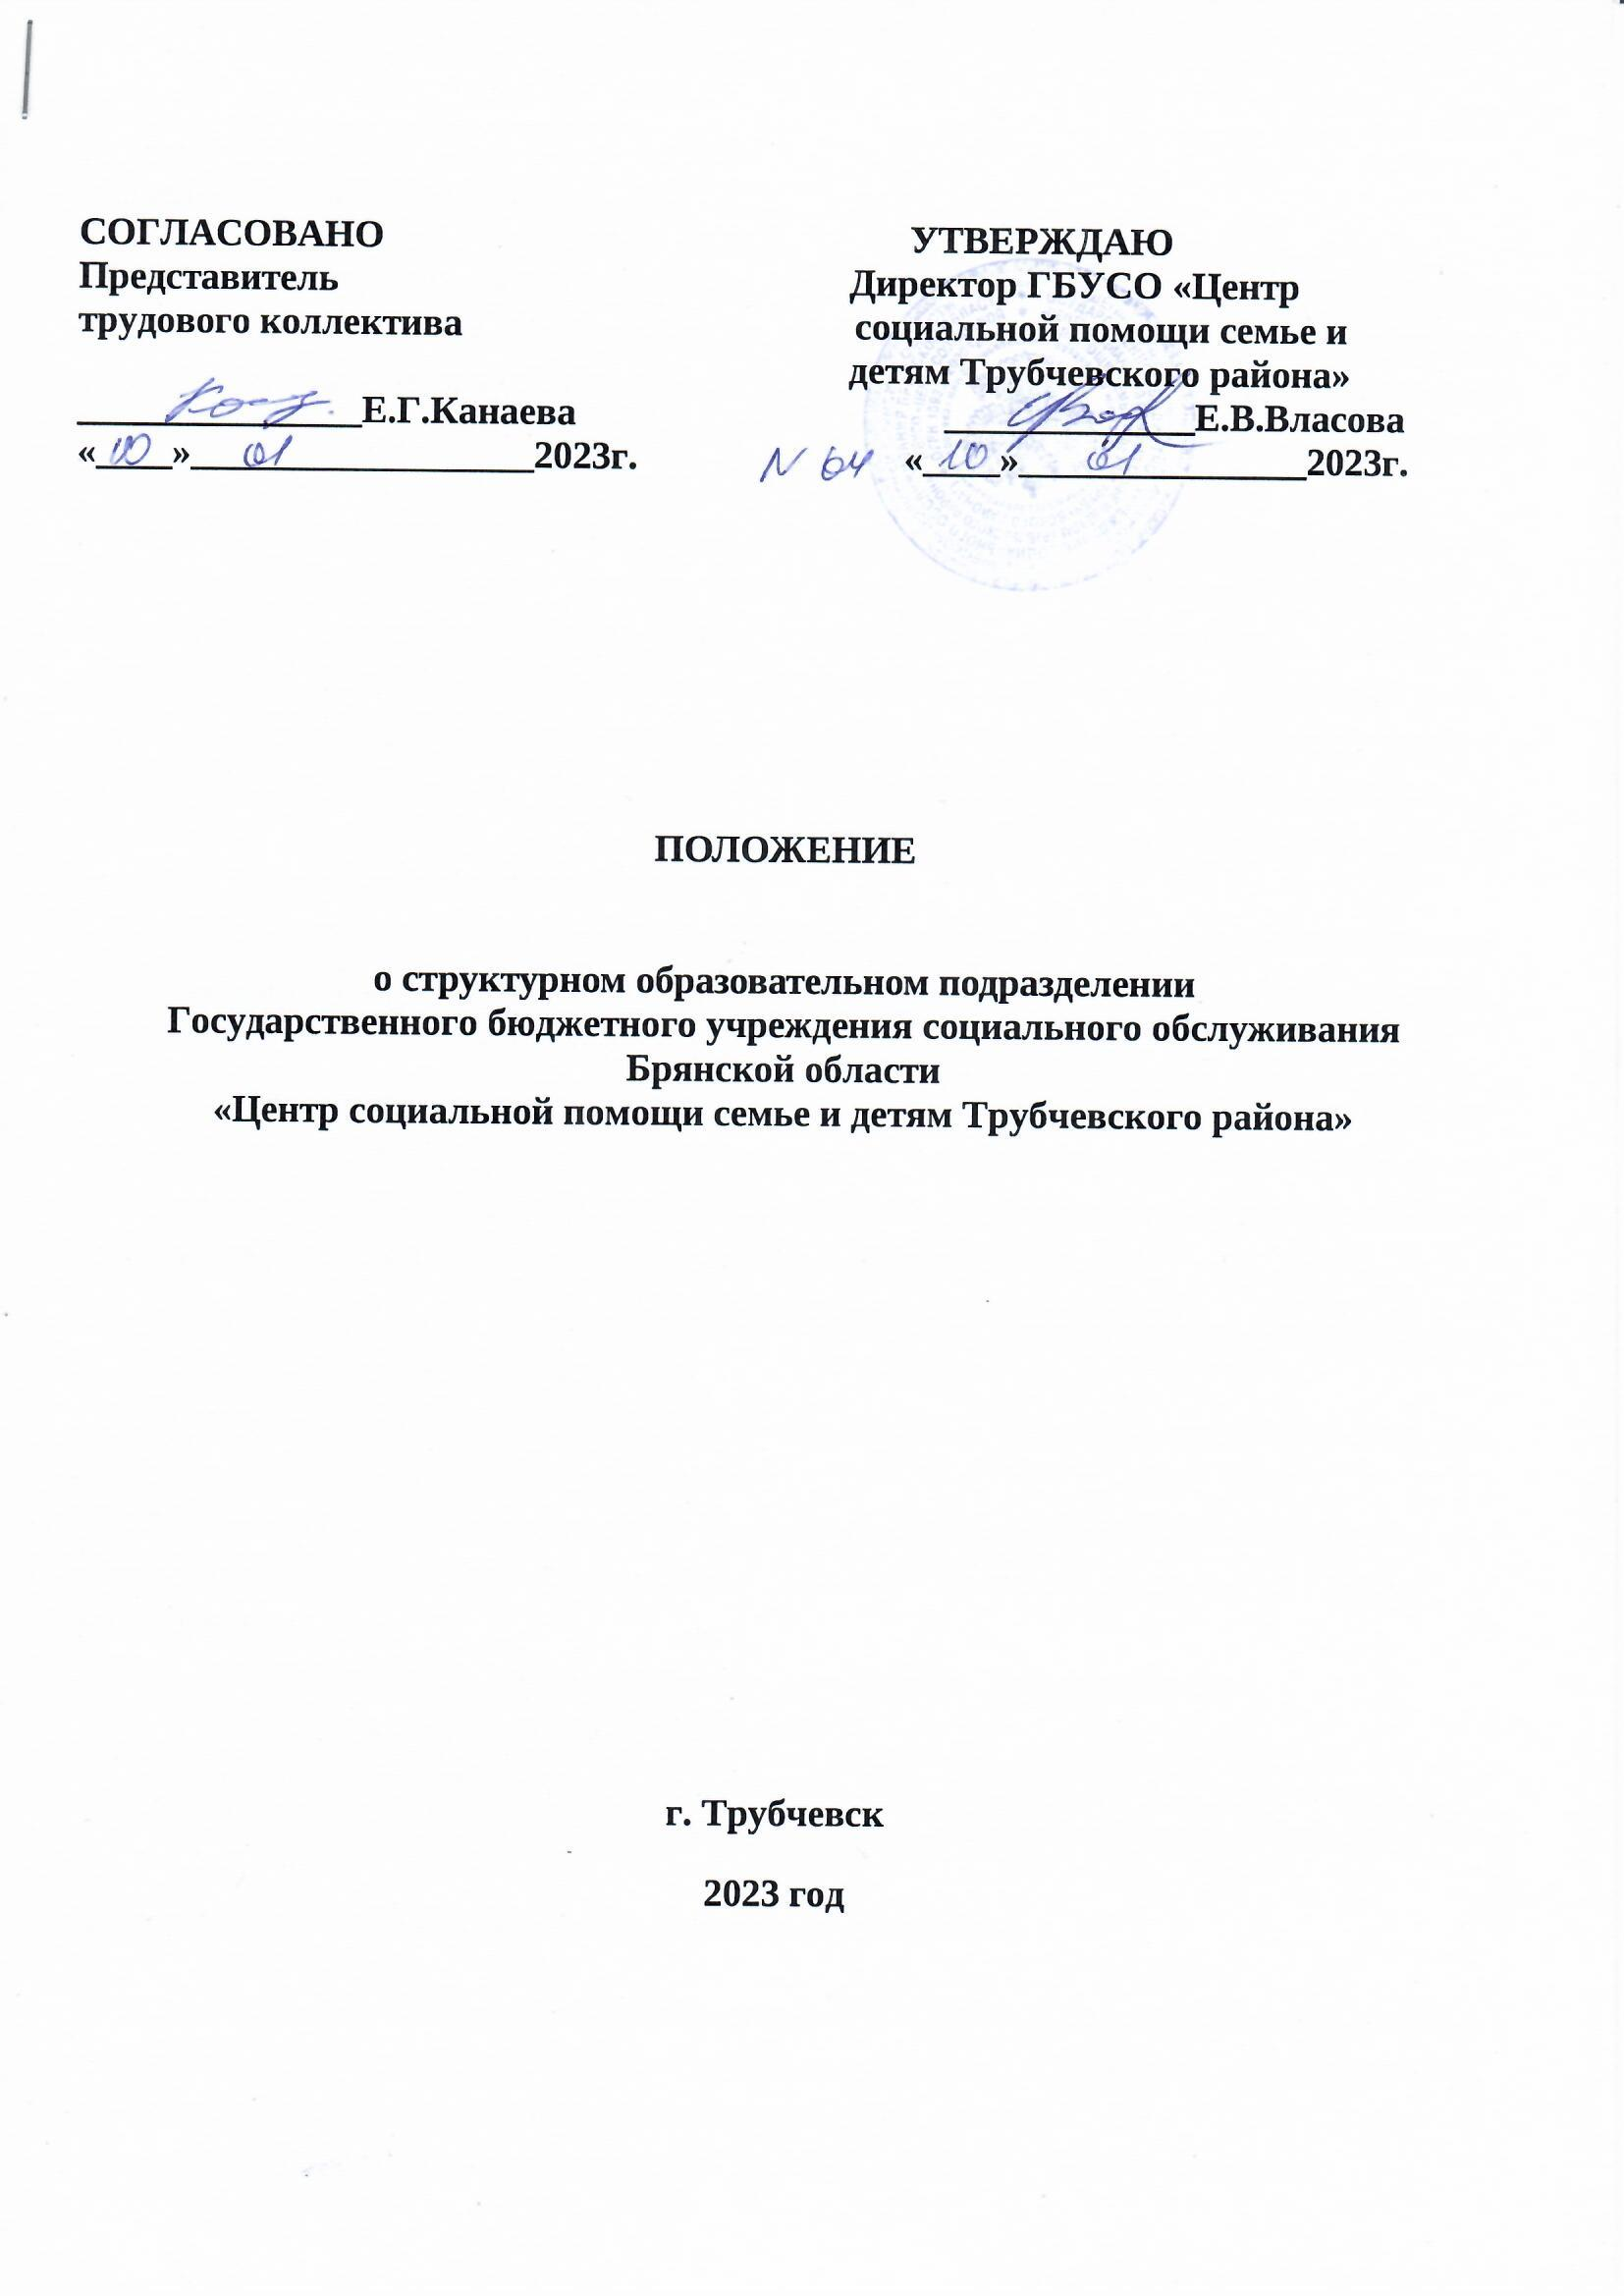 СОГЛАСОВАНО
Представитель
трудового коллектива
Е.Г.Канаева
«10» 01 2023г.
УТВЕРЖДАЮ
Директор ГБУСО «Центр
социальной помощи семье и
детям Трубчевского района»
Е.В.Власова
N 64 «10» 01 2023г.
ПОЛОЖЕНИЕ
о структурном образовательном подразделении
Государственного бюджетного учреждения социального обслуживания
Брянской области
«Центр социальной помощи семье и детям Трубчевского района»
г. Трубчевск
2023 год